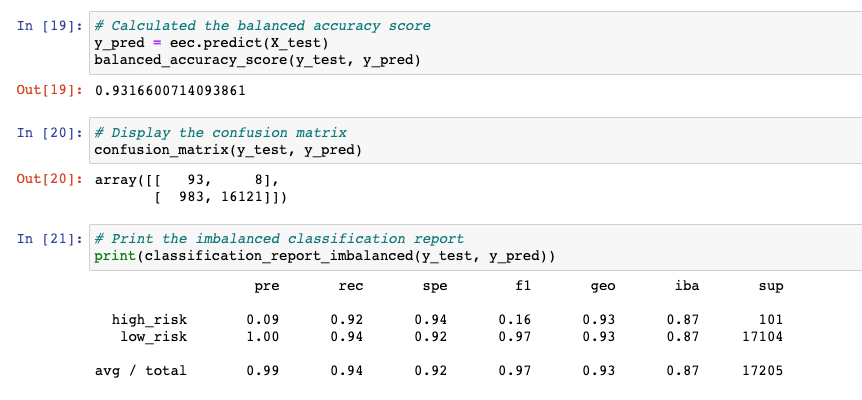 In [19]: # Calculated the balanced accuracy score
y_pred = eec.predict(X_test)
balanced_accuracy_score(y_test, y_pred)
Out[19]: 0.9316600714093861
In [20]: # Display the confusion matrix
confusion_matrix(y_test, y_pred)
Out[20]: array([[   93,     8],
       [  983, 16121]])
In [21]: # Print the imbalanced classification report
print(classification_report_imbalanced(y_test, y_pred))
pre rec spe f1 geo iba sup
high_risk 0.09 0.92 0.94 0.16 0.93 0.87 101
low_risk 1.00 0.94 0.92 0.97 0.93 0.87 17104
avg / total 0.99 0.94 0.92 0.97 0.93 0.87 17205